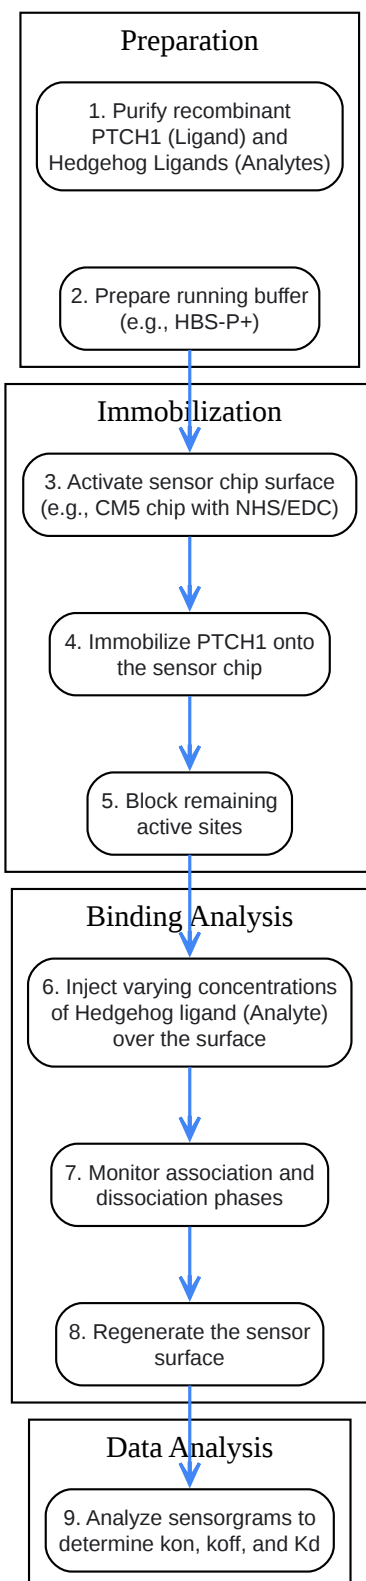 Preparation
1. Purify recombinant
PTCH1 (Ligand) and
Hedgehog Ligands (Analytes)
2. Prepare running buffer
(e.g., HBS-P+)
Immobilization
3. Activate sensor chip surface
(e.g., CM5 chip with NHS/EDC)
4. Immobilize PTCH1 onto
the sensor chip
5. Block remaining
active sites
Binding Analysis
6. Inject varying concentrations
of Hedgehog ligand (Analyte)
over the surface
7. Monitor association and
dissociation phases
8. Regenerate the sensor
surface
Data Analysis
9. Analyze sensorgrams to
determine kon, koff, and Kd